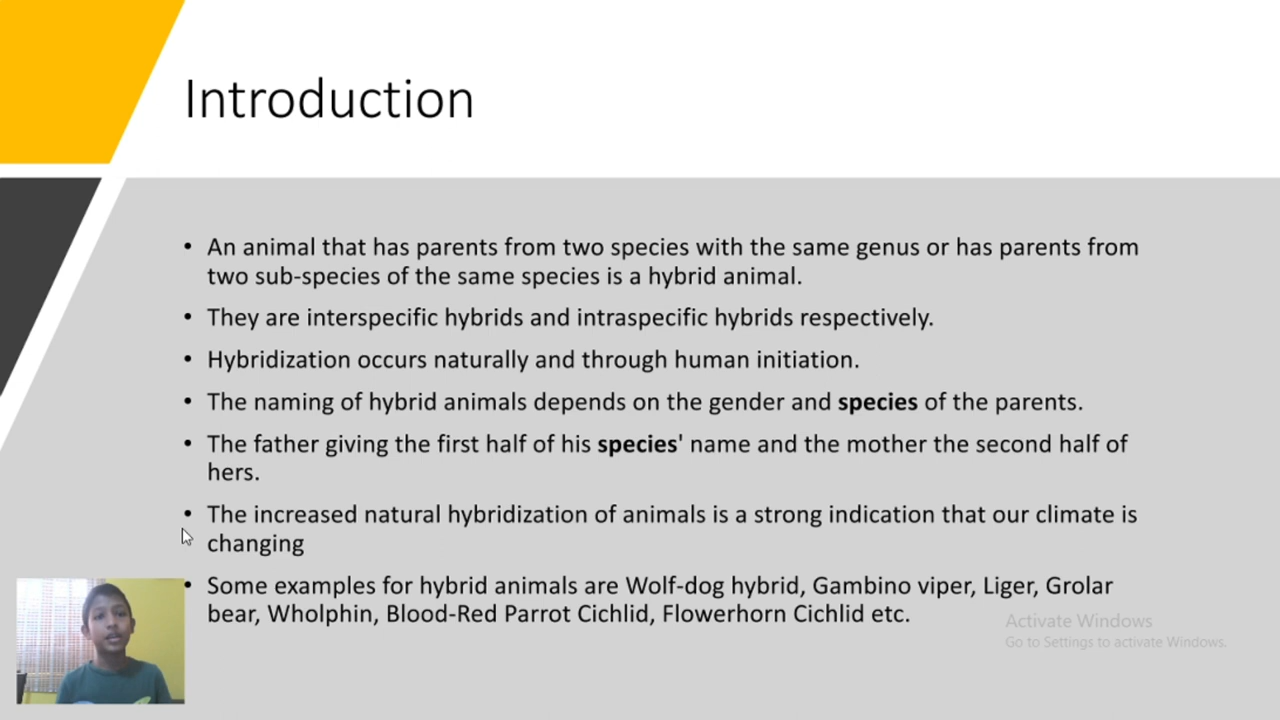 Introduction
• An animal that has parents from two species with the same genus or has parents from
two sub-species of the same species is a hybrid animal.
• They are interspecific hybrids and intraspecific hybrids respectively.
• Hybridization occurs naturally and through human initiation.
• The naming of hybrid animals depends on the gender and species of the parents.
• The father giving the first half of his species' name and the mother the second half of
hers.
• The increased natural hybridization of animals is a strong indication that our climate is
changing
• Some examples for hybrid animals are Wolf-dog hybrid, Gambino viper, Liger, Grolar
bear, Wholphin, Blood-Red Parrot Cichlid, Flowerhorn Cichlid etc.
Activate Windows
Go to Settings to activate Windows.